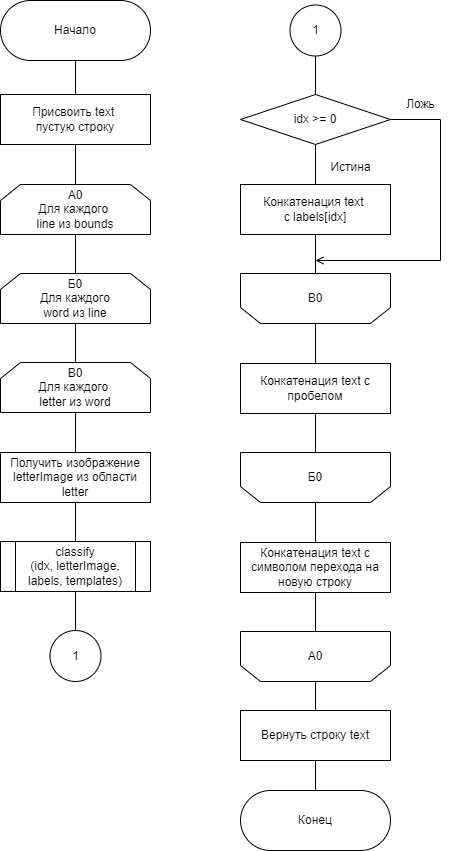 Начало
Присвоить text
пустую строку
А0
Для каждого
line из bounds
Б0
Для каждого
word из line
В0
Для каждого
letter из word
Получить изображение
letterImage из области
letter
classify
(idx, letterImage,
labels, templates)
1
1
idx >= 0
Ложь
Истина
Конкатенация text
с labels[idx]
В0
Конкатенация text с
пробелом
Б0
Конкатенация text с
символом перехода на
новую строку
А0
Вернуть строку text
Конец